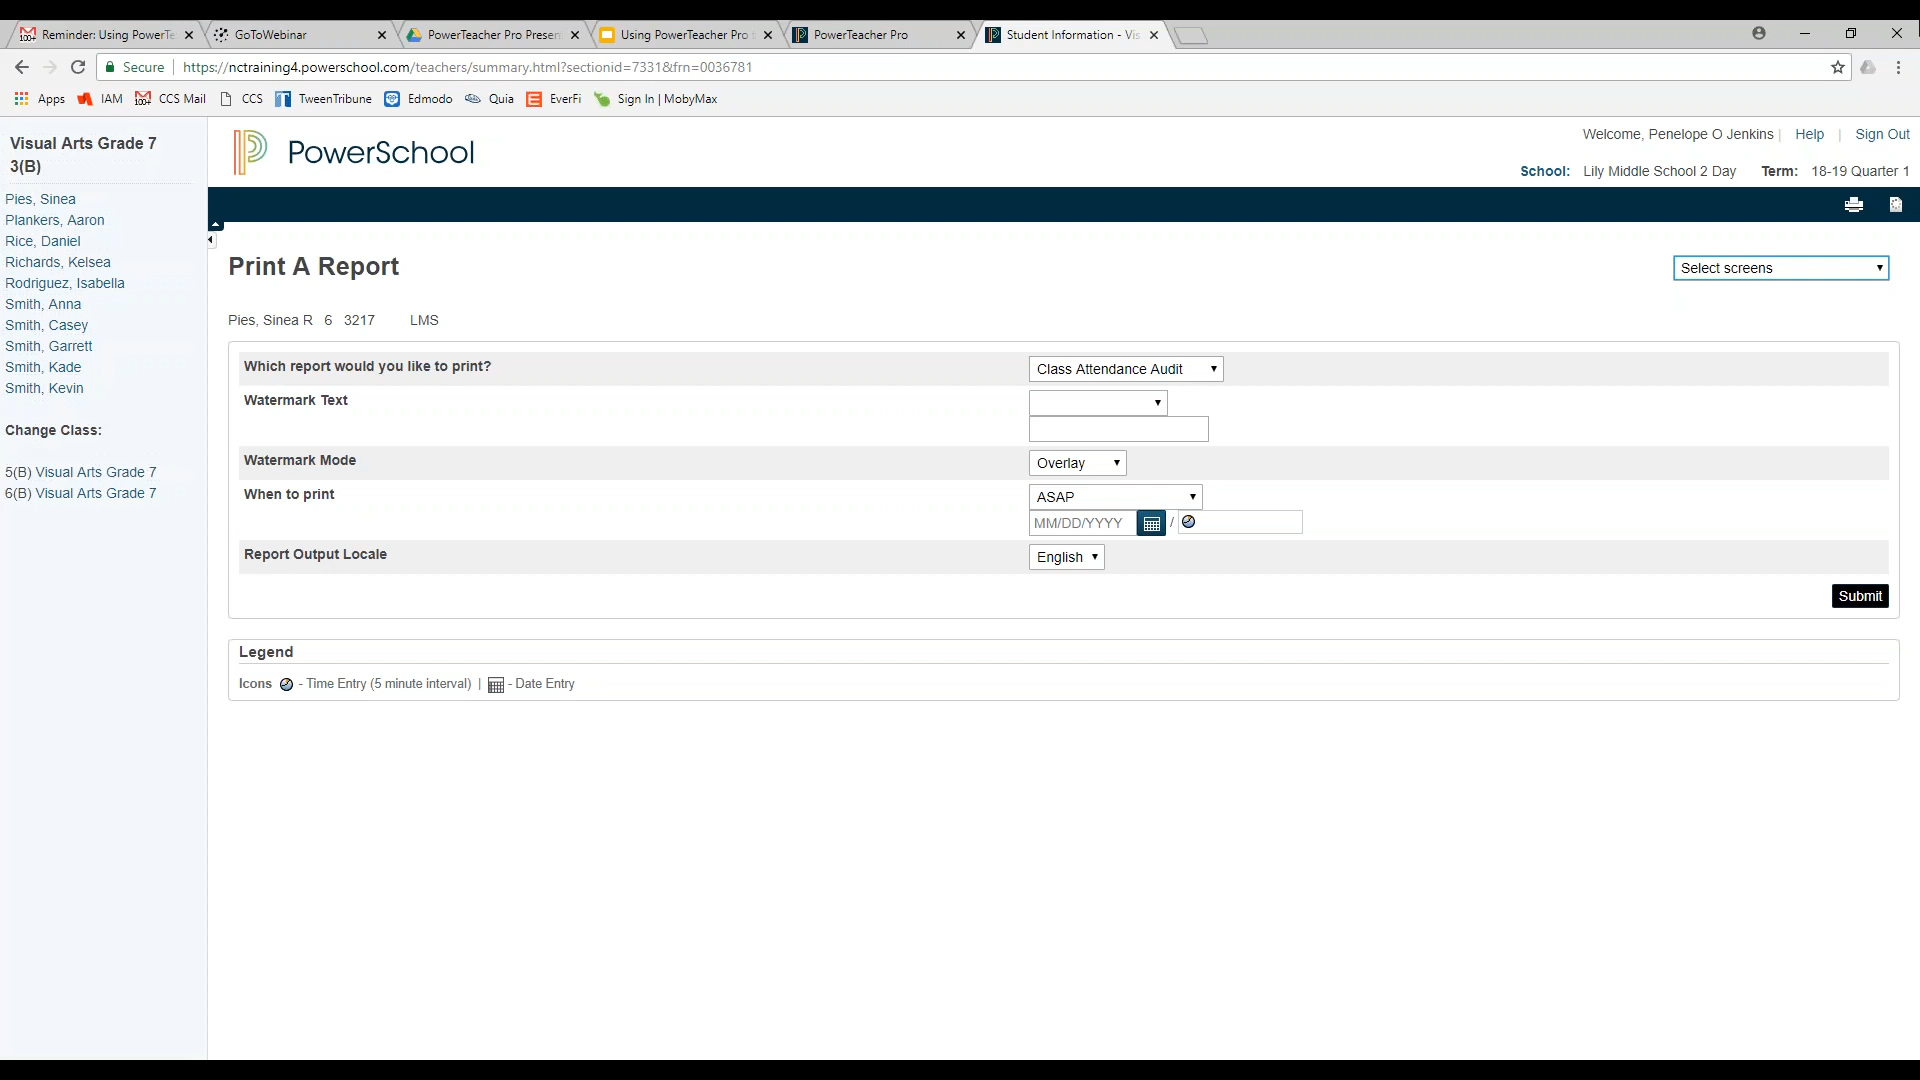 Reminder: Using PowerTe
GoToWebinar
PowerTeacher Pro Presen
Using PowerTeacher Pro
PowerTeacher Pro
Student Information - Vis
Secure
https://nctraining4.powerschool.com/teachers/summary.html?sectionid=7331&frn=0036781
Apps
IAM
CCS Mail
CCS
TweenTribune
Edmodo
Quia
EverFi
Sign In | MobyMax
Visual Arts Grade 7
3(B)
Pies, Sinea
Plankers, Aaron
Rice, Daniel
Richards, Kelsea
Rodriguez, Isabella
Smith, Anna
Smith, Casey
Smith, Garrett
Smith, Kade
Smith, Kevin
Change Class:
5(B) Visual Arts Grade 7
6(B) Visual Arts Grade 7
PowerSchool
Welcome, Penelope O Jenkins | Help | Sign Out
School: Lily Middle School 2 Day Term: 18-19 Quarter 1
Print A Report
Select screens
Pies, Sinea R 6 3217 LMS
Which report would you like to print? Class Attendance Audit
Watermark Text
Watermark Mode Overlay
When to print ASAP
MM/DD/YYYY /
Report Output Locale English
Submit
Legend
Icons - Time Entry (5 minute interval) | - Date Entry